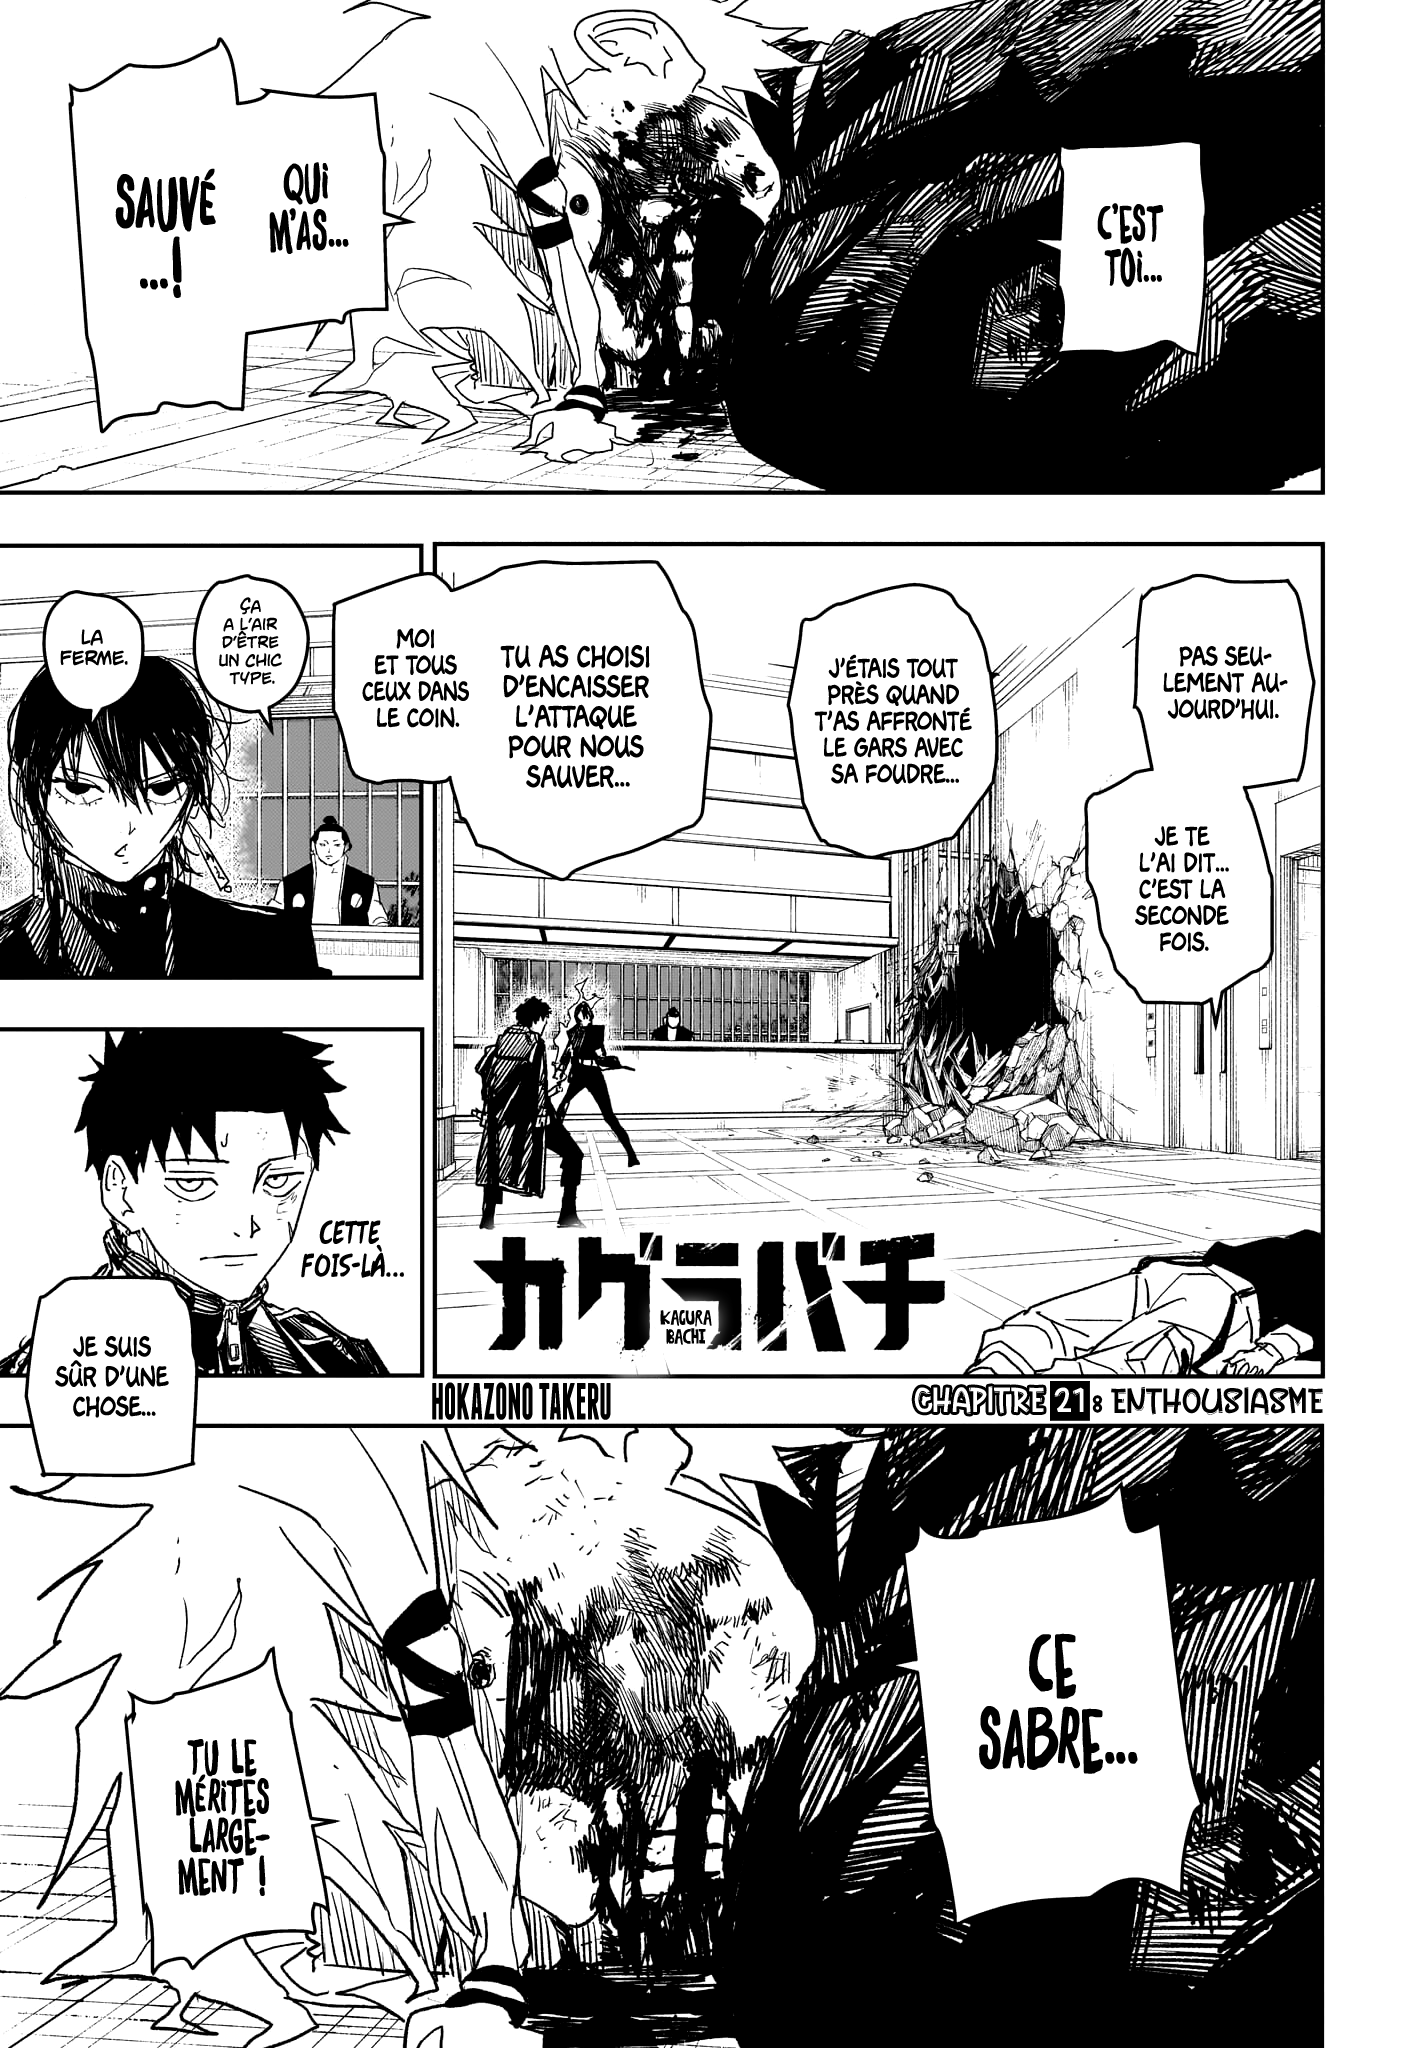 C'EST
TOI...
QUI
M'AS...
SAUVÉ
...!
PAS SEU-
LEMENT AU-
JOURD'HUI.
JE TE
L'AI DIT...
C'EST LA
SECONDE
FOIS.
J'ÉTAIS TOUT
PRÈS QUAND
T'AS AFFRONTÉ
LE GARS AVEC
SA FOUDRE...
TU AS CHOISI
D'ENCAISSER
L'ATTAQUE
POUR NOUS
SAUVER...
MOI
ET TOUS
CEUX DANS
LE COIN.
ÇA
A L'AIR
D'ÊTRE
UN CHIC
TYPE.
LA
FERME.
カグラバチ
KAGURA
BACHI
HOKAZONO TAKERU
CHAPITRE 21 : ENTHOUSIASME
CETTE
FOIS-LÀ...
JE SUIS
SÛR D'UNE
CHOSE...
CE
SABRE...
TU LE
MÉRITES
LARGE-
MENT !